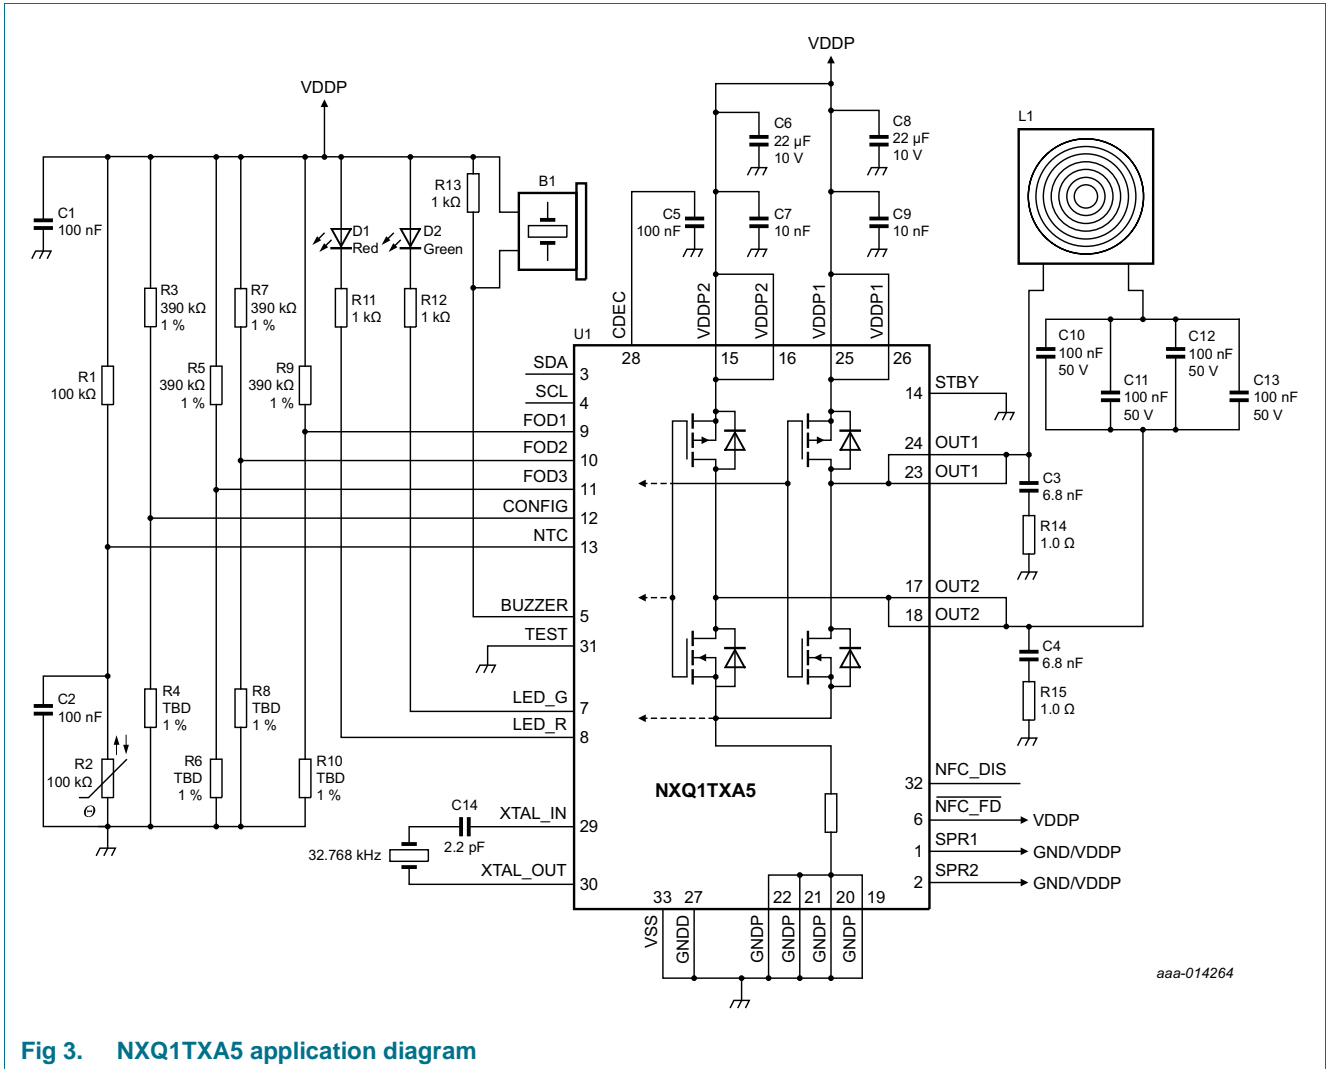 VDDP
VDDP
C6
22 µF
10 V
C8
22 µF
10 V
L1
R13
1 kΩ
B1
C1
100 nF
D1
Red
D2
Green
C5
100 nF
C7
10 nF
C9
10 nF
R3
390 kΩ
1 %
R7
390 kΩ
1 %
R11
1 kΩ
R12
1 kΩ
CDEC
VDDP2
VDDP2
VDDP1
VDDP1
U1
28
15
16
25
26
C10
100 nF
50 V
C12
100 nF
50 V
C11
100 nF
50 V
C13
100 nF
50 V
R1
100 kΩ
R5
390 kΩ
1 %
R9
390 kΩ
1 %
SDA
3
SCL
4
FOD1
9
FOD2
10
FOD3
11
CONFIG
12
NTC
13
BUZZER
5
TEST
31
LED_G
7
LED_R
8
14
STBY
24
OUT1
23
OUT1
C3
6.8 nF
R14
1.0 Ω
17
OUT2
18
OUT2
C4
6.8 nF
R15
1.0 Ω
C2
100 nF
R4
TBD
1 %
R8
TBD
1 %
R2
100 kΩ
Θ
R6
TBD
1 %
R10
TBD
1 %
NXQ1TXA5
32
NFC_DIS
6
NFC_FD
VDDP
1
SPR1
GND/VDDP
2
SPR2
GND/VDDP
C14
2.2 pF
XTAL_IN
29
32.768 kHz
XTAL_OUT
30
33
27
22
21
20
19
VSS
GNDD
GNDP
GNDP
GNDP
GNDP
aaa-014264
Fig 3. NXQ1TXA5 application diagram